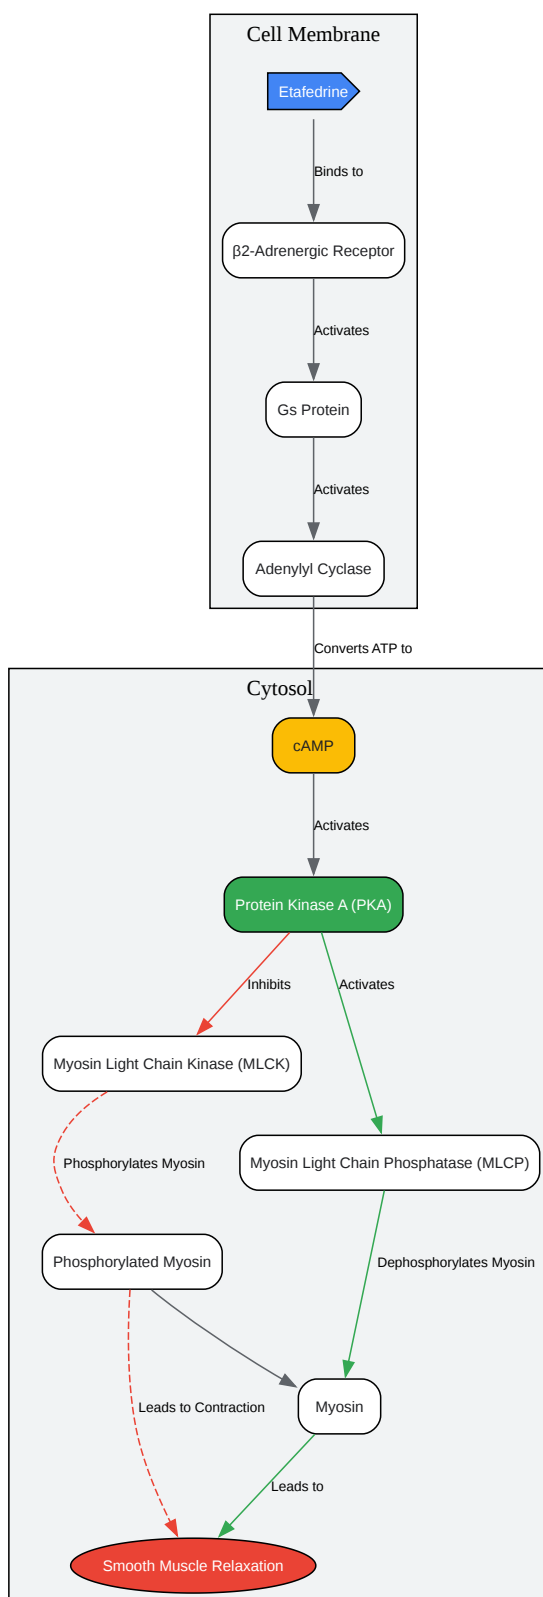 Cell Membrane
Etafedrine
Binds to
β2-Adrenergic Receptor
Activates
Gs Protein
Activates
Adenylyl Cyclase
Converts ATP to
Cytosol
cAMP
Activates
Protein Kinase A (PKA)
Inhibits
Activates
Myosin Light Chain Kinase (MLCK)
Phosphorylates Myosin
Myosin Light Chain Phosphatase (MLCP)
Phosphorylated Myosin
Dephosphorylates Myosin
Leads to Contraction
Myosin
Leads to
Smooth Muscle Relaxation